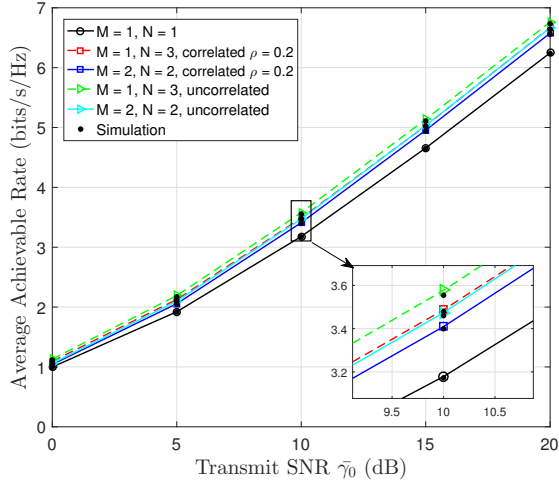 7
6
5
4
3
2
1
0
Average Achievable Rate (bits/s/Hz)
M = 1, N = 1
M = 1, N = 3, correlated ρ = 0.2
M = 2, N = 2, correlated ρ = 0.2
M = 1, N = 3, uncorrelated
M = 2, N = 2, uncorrelated
Simulation
3.6
3.4
3.2
9.5 10 10.5
0 5 10 15 20
Transmit SNR γ̄₀ (dB)